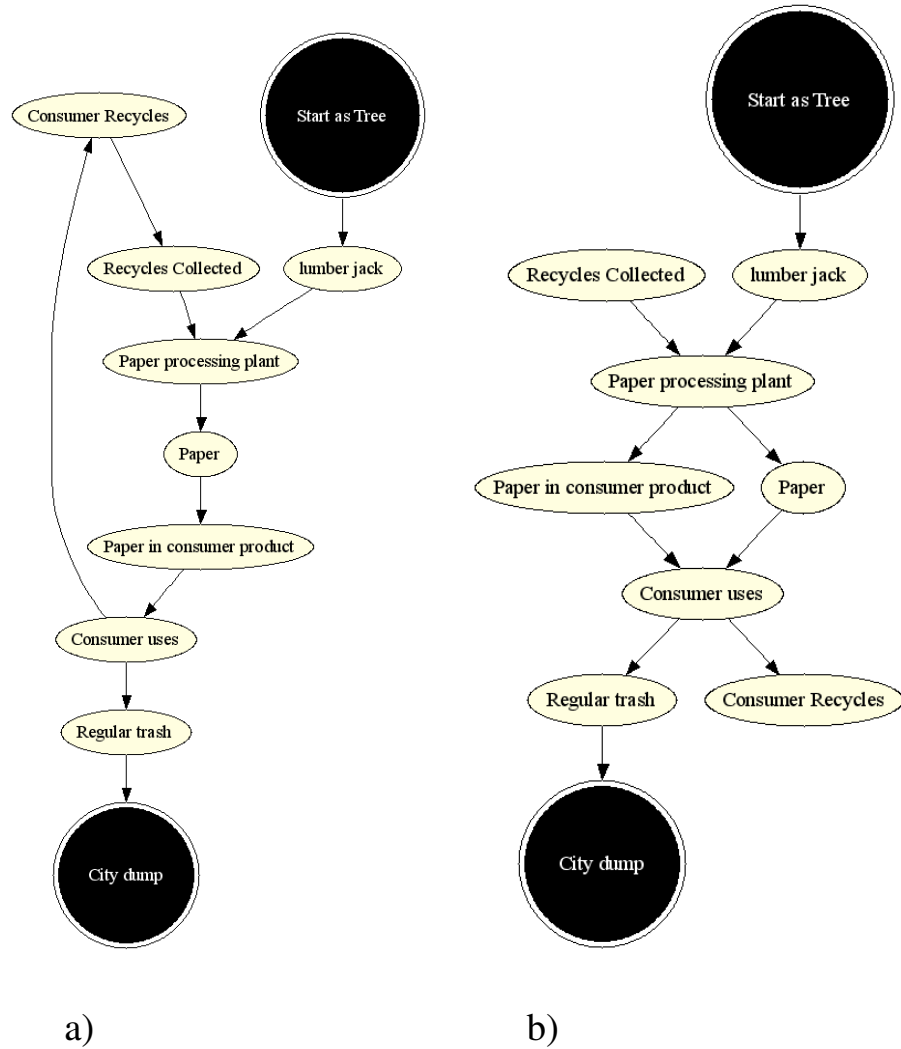 Start as Tree
Consumer Recycles
Recycles Collected
lumber jack
Paper processing plant
Paper
Paper in consumer product
Consumer uses
Regular trash
City dump
a)
Start as Tree
Recycles Collected
lumber jack
Paper processing plant
Paper in consumer product
Paper
Consumer uses
Regular trash
Consumer Recycles
City dump
b)